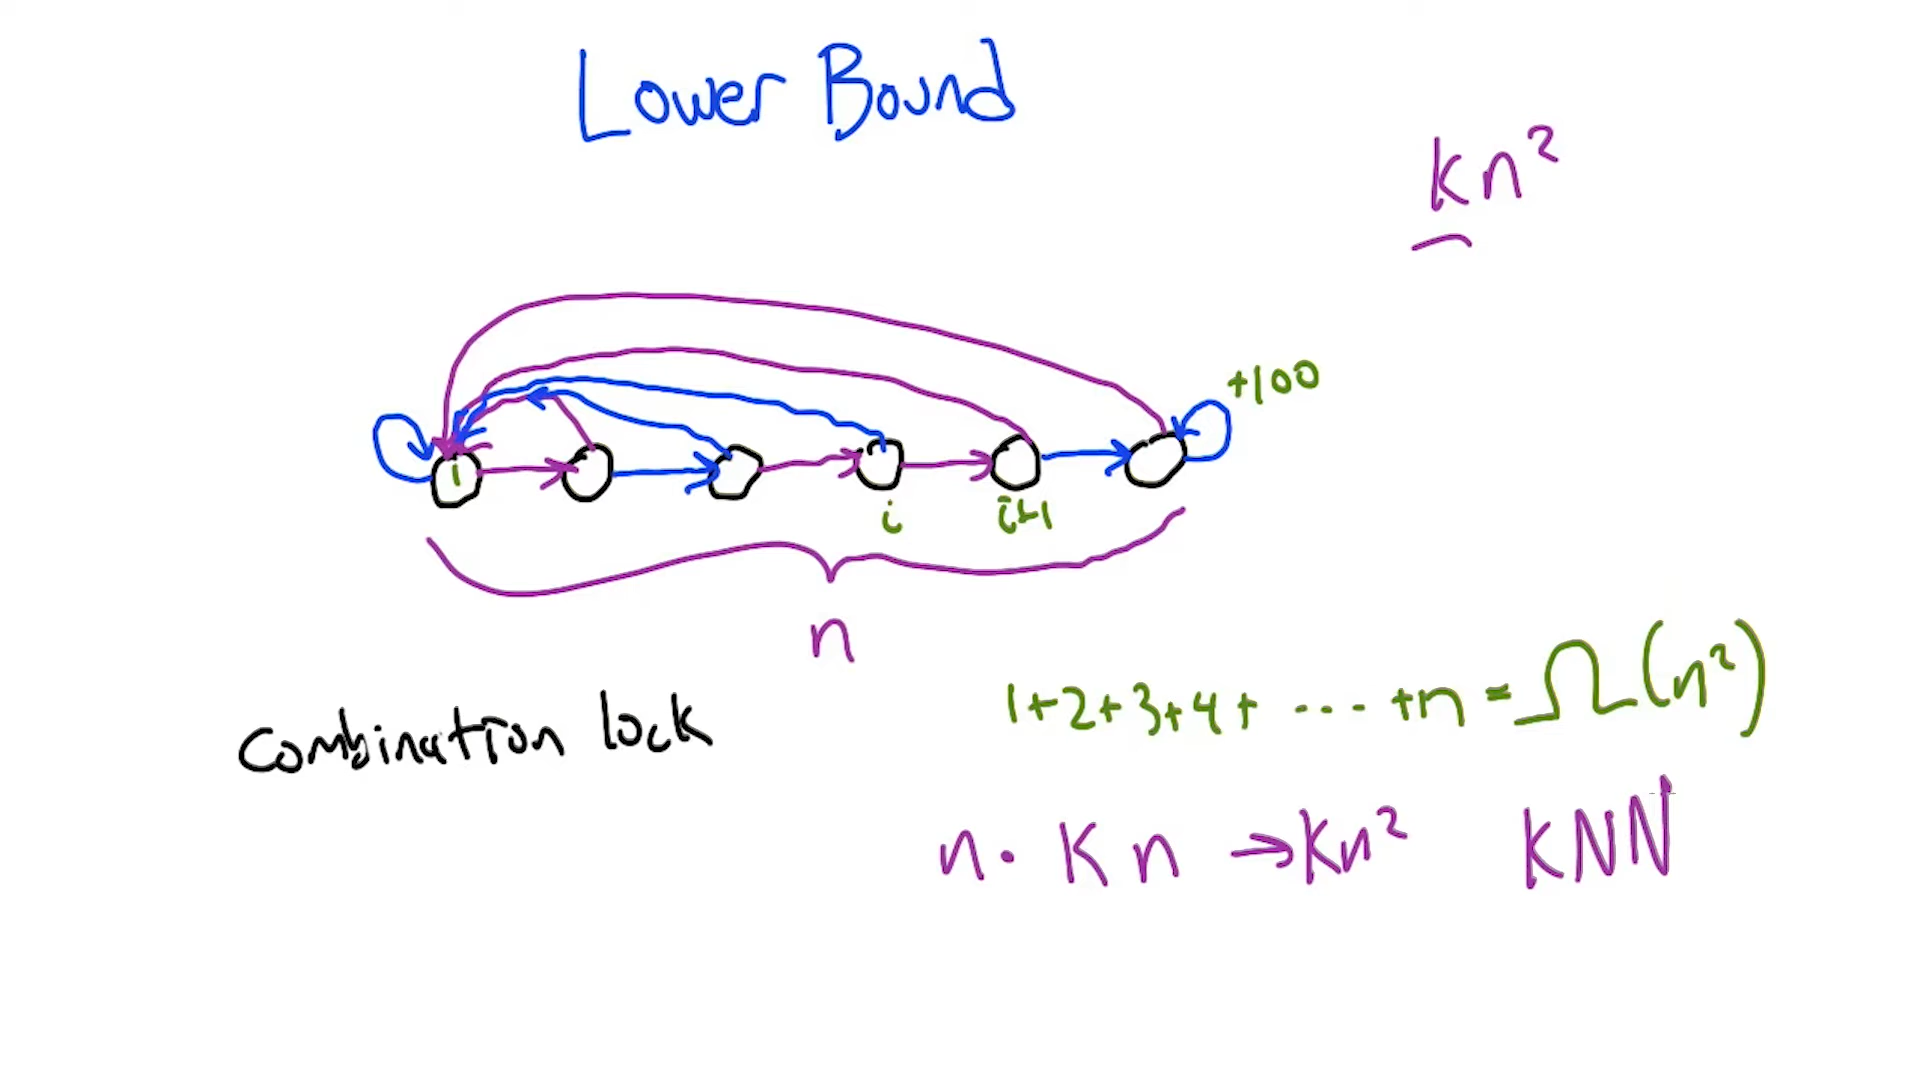 Lower Bound
kn²
+100
1
i
i+1
n
1+2+3+4+ ... +n = Ω(n²)
combination lock
n · kn → kn² KNN